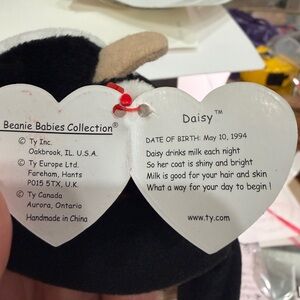 Beanie Babies Collection®
© Ty Inc.
Oakbrook, IL. U.S.A.
© Ty Europe Ltd.
Fareham, Hants
PO15 5TX, U.K.
© Ty Canada
Aurora, Ontario
Handmade in China
Daisy™
DATE OF BIRTH: May 10, 1994
Daisy drinks milk each night
So her coat is shiny and bright
Milk is good for your hair and skin
What a way for your day to begin !
www.ty.com